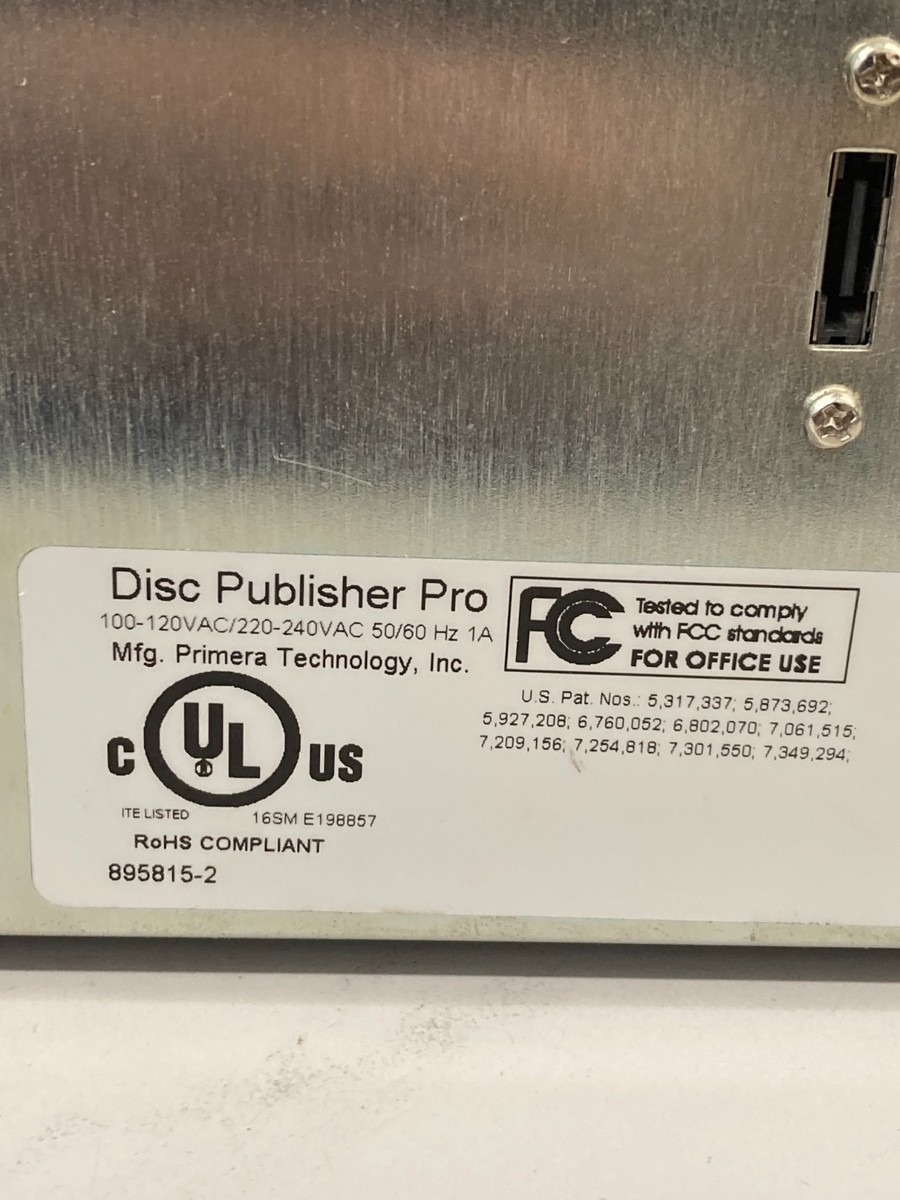 Disc Publisher Pro
100-120VAC/220-240VAC 50/60 Hz 1A
Mfg. Primera Technology, Inc.
FC Tested to comply
with FCC standards
FOR OFFICE USE
U.S. Pat. Nos.: 5,317,337; 5,873,692;
5,927,208; 6,760,052; 6,802,070; 7,061,515;
7,209,156; 7,254,818; 7,301,550; 7,349,294;
C UL US
ITE LISTED 16SM E198857
RoHS COMPLIANT
895815-2